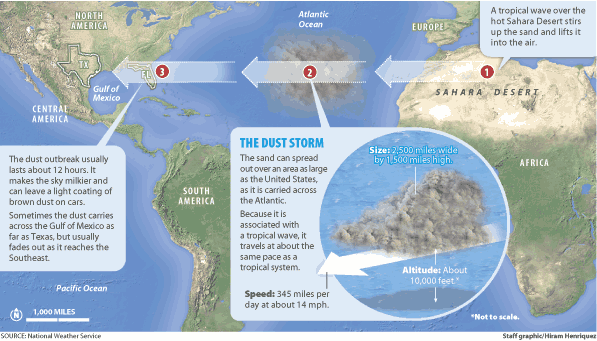 NORTH
AMERICA
Atlantic
Ocean
EUROPE
A tropical wave over the
hot Sahara Desert stirs
up the sand and lifts it
into the air.
TX
FL
3
2
1
Gulf of
Mexico
SAHARA DESERT
CENTRAL
AMERICA
The dust outbreak usually
lasts about 12 hours. It
makes the sky milkier and
can leave a light coating of
brown dust on cars.
Sometimes the dust carries
across the Gulf of Mexico as
far as Texas, but usually
fades out as it reaches the
Southeast.
SOUTH
AMERICA
AFRICA
THE DUST STORM
The sand can spread
out over an area as large
as the United States,
as it is carried across
the Atlantic.
Because it is
associated with
a tropical wave, it
travels at about the
same pace as a
tropical system.
Speed: 345 miles per
day at about 14 mph.
Size: 2,500 miles wide
by 1,500 miles high.
Altitude: About
10,000 feet*
*Not to scale.
Pacific Ocean
N
1,000 MILES
SOURCE: National Weather Service
Staff graphic/Hiram Henriquez